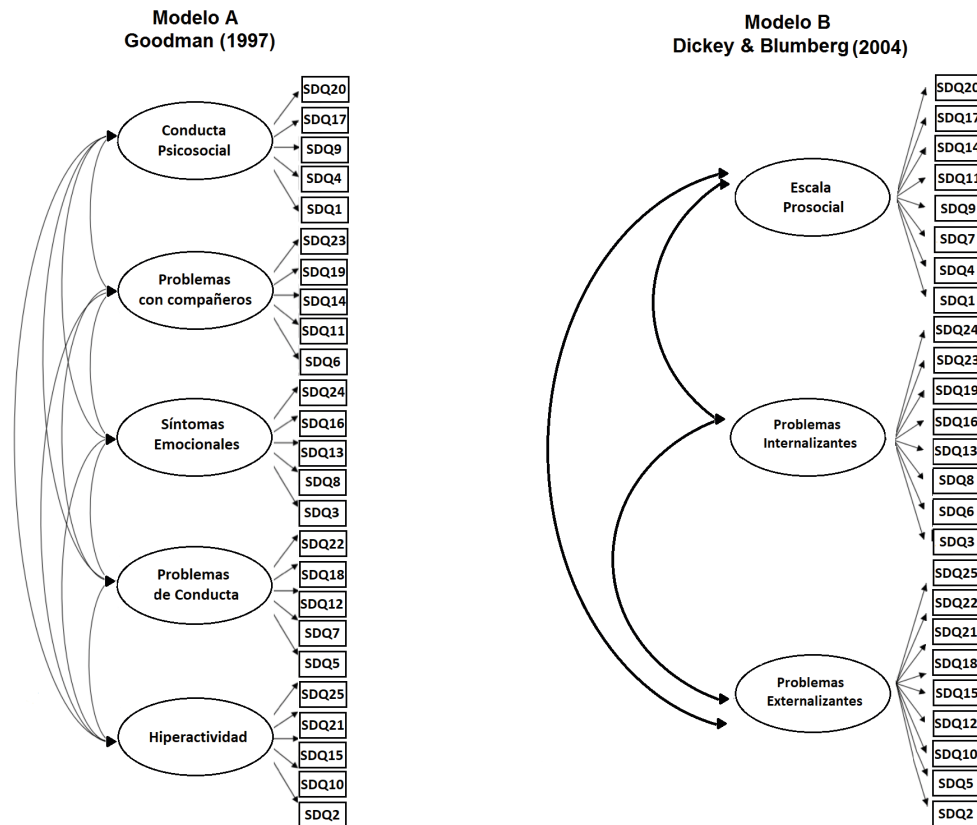 Modelo A
Goodman (1997)
Conducta
Psicosocial
SDQ20
SDQ17
SDQ9
SDQ4
SDQ1
Problemas
con compañeros
SDQ23
SDQ19
SDQ14
SDQ11
SDQ6
Síntomas
Emocionales
SDQ24
SDQ16
SDQ13
SDQ8
SDQ3
Problemas
de Conducta
SDQ22
SDQ18
SDQ12
SDQ7
SDQ5
Hiperactividad
SDQ25
SDQ21
SDQ15
SDQ10
SDQ2
Modelo B
Dickey & Blumberg (2004)
Escala
Prosocial
SDQ20
SDQ17
SDQ14
SDQ11
SDQ9
SDQ7
SDQ4
SDQ1
Problemas
Internalizantes
SDQ24
SDQ23
SDQ19
SDQ16
SDQ13
SDQ8
SDQ6
SDQ3
Problemas
Externalizantes
SDQ25
SDQ22
SDQ21
SDQ18
SDQ15
SDQ12
SDQ10
SDQ5
SDQ2